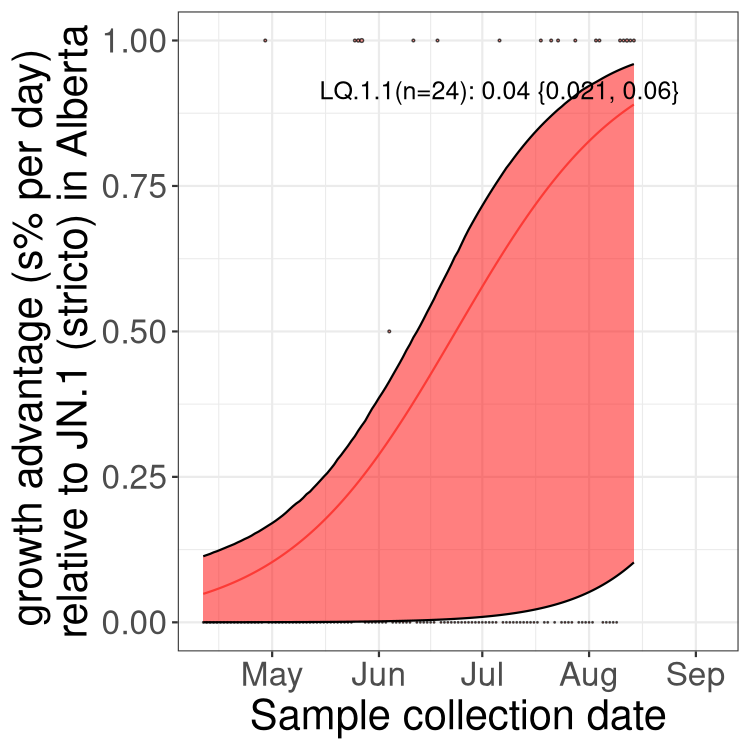 growth advantage (s% per day)
relative to JN.1 (stricto) in Alberta
1.00
0.75
0.50
0.25
0.00
LQ.1.1(n=24): 0.04 {0.021, 0.06}
May Jun Jul Aug Sep
Sample collection date